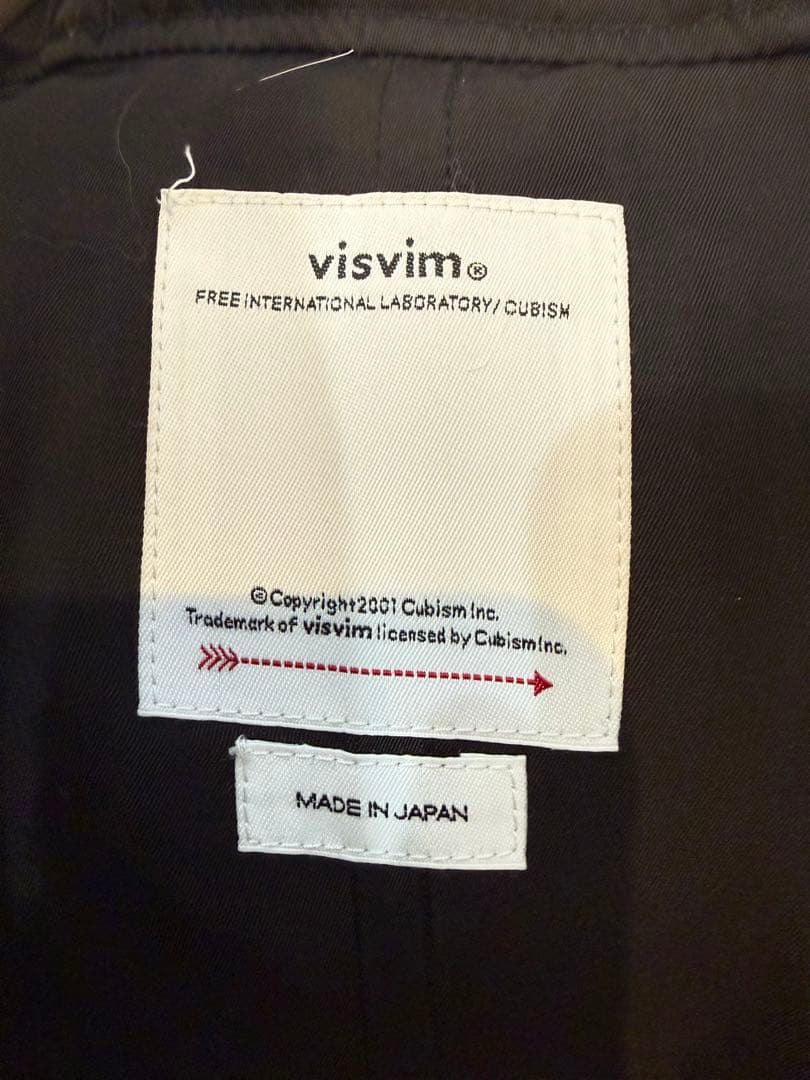 visvim®
FREE INTERNATIONAL LABORATORY/CUBISM
©Copyright2001 Cubism Inc.
Trademark of visvim licensed by Cubism Inc.
MADE IN JAPAN